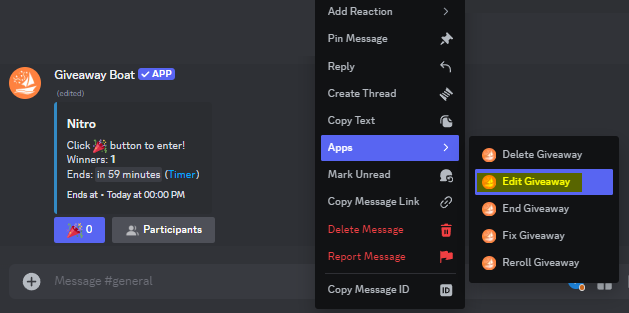 Giveaway Boat ✓ APP
(edited)
Nitro
Click 🎉 button to enter!
Winners: 1
Ends: in 59 minutes (Timer)
Ends at • Today at 00:00 PM
🎉 0
Participants
Message #general
Add Reaction
Pin Message
Reply
Create Thread
Copy Text
Apps
Mark Unread
Copy Message Link
Delete Message
Report Message
Copy Message ID
ID
Delete Giveaway
Edit Giveaway
End Giveaway
Fix Giveaway
Reroll Giveaway